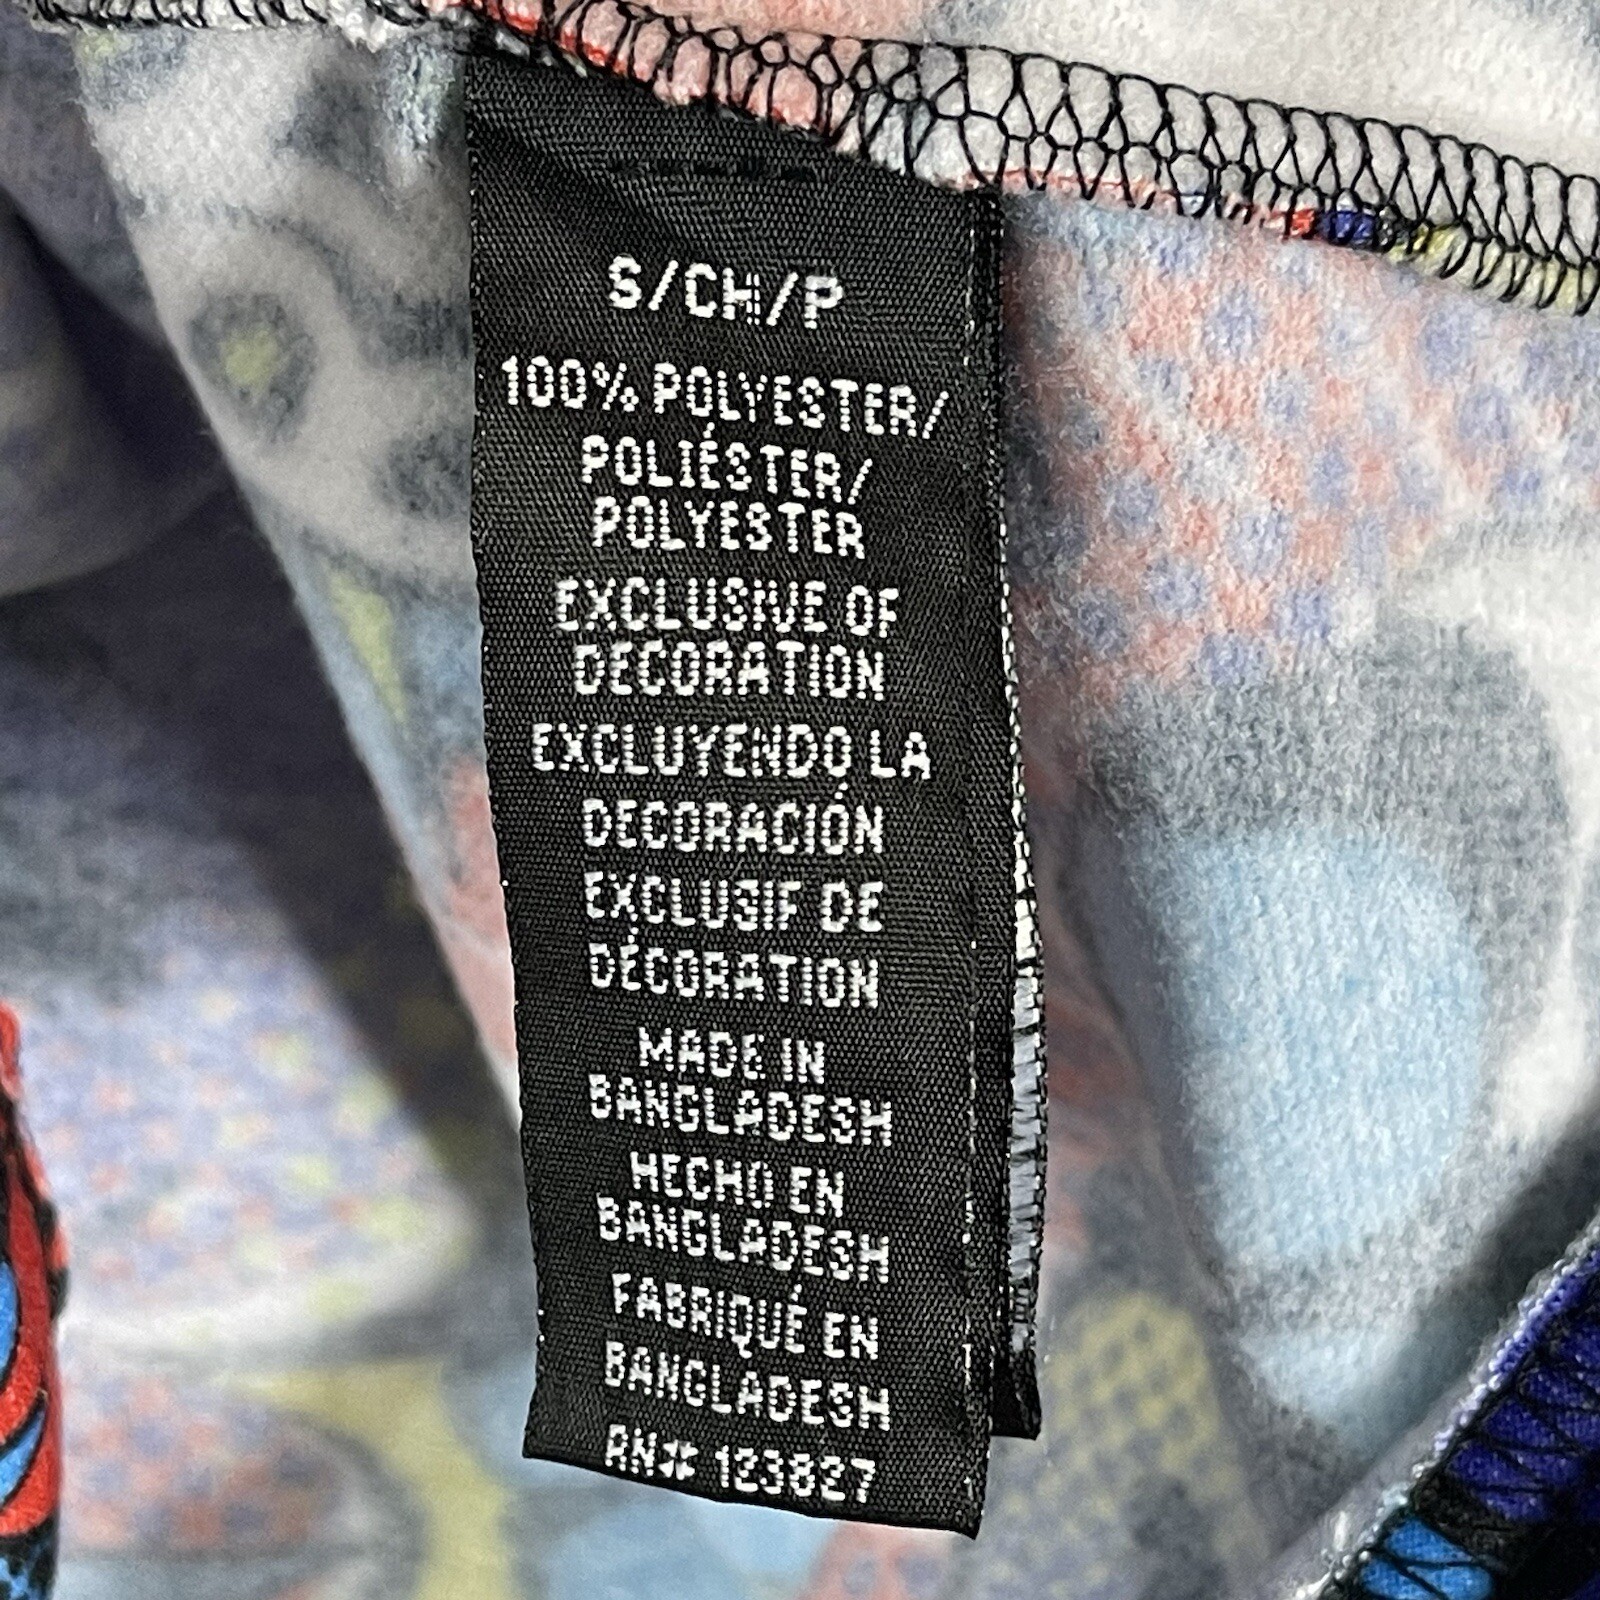 S/CH/P
100% POLYESTER/
POLIÉSTER/
POLYESTER
EXCLUSIVE OF
DECORATION
EXCLUYENDO LA
DECORACIÓN
EXCLUSIF DE
DÉCORATION
MADE IN
BANGLADESH
HECHO EN
BANGLADESH
FABRIQUÉ EN
BANGLADESH
RN# 123827